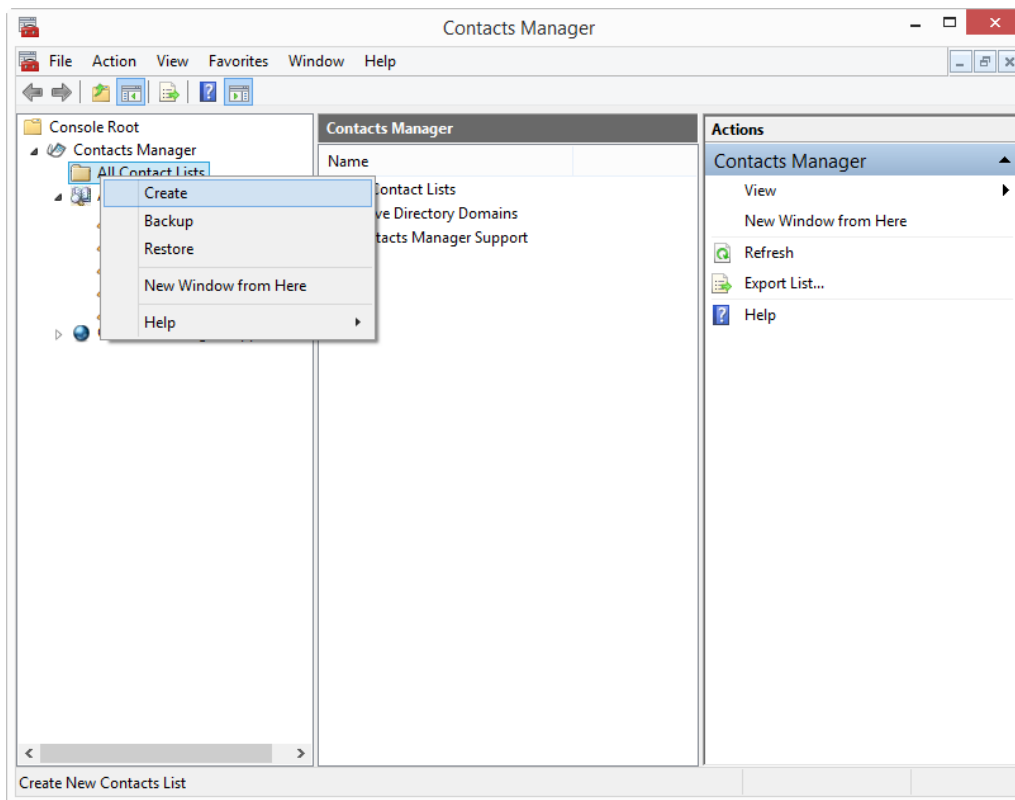 Contacts Manager
File Action View Favorites Window Help
Console Root
Contacts Manager
All Contact Lists
Create
Backup
Restore
New Window from Here
Help
Contacts Manager
Name
Contact Lists
Directory Domains
Manager Support
Actions
Contacts Manager
View
New Window from Here
Refresh
Export List...
Help
Create New Contacts List